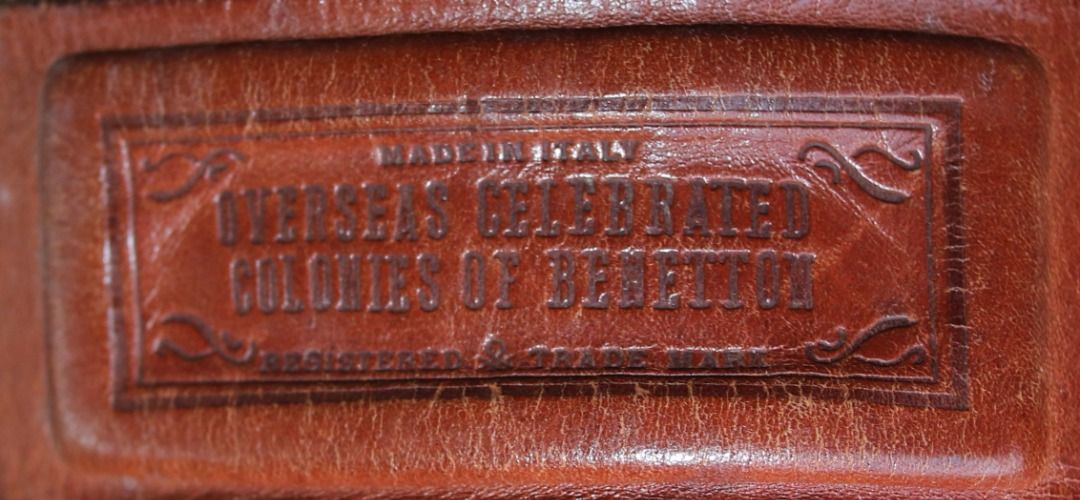 MADE IN ITALY
OVERSEAS CELEBRATED
COLONIES OF BENETTON
REGISTERED & TRADE MARK